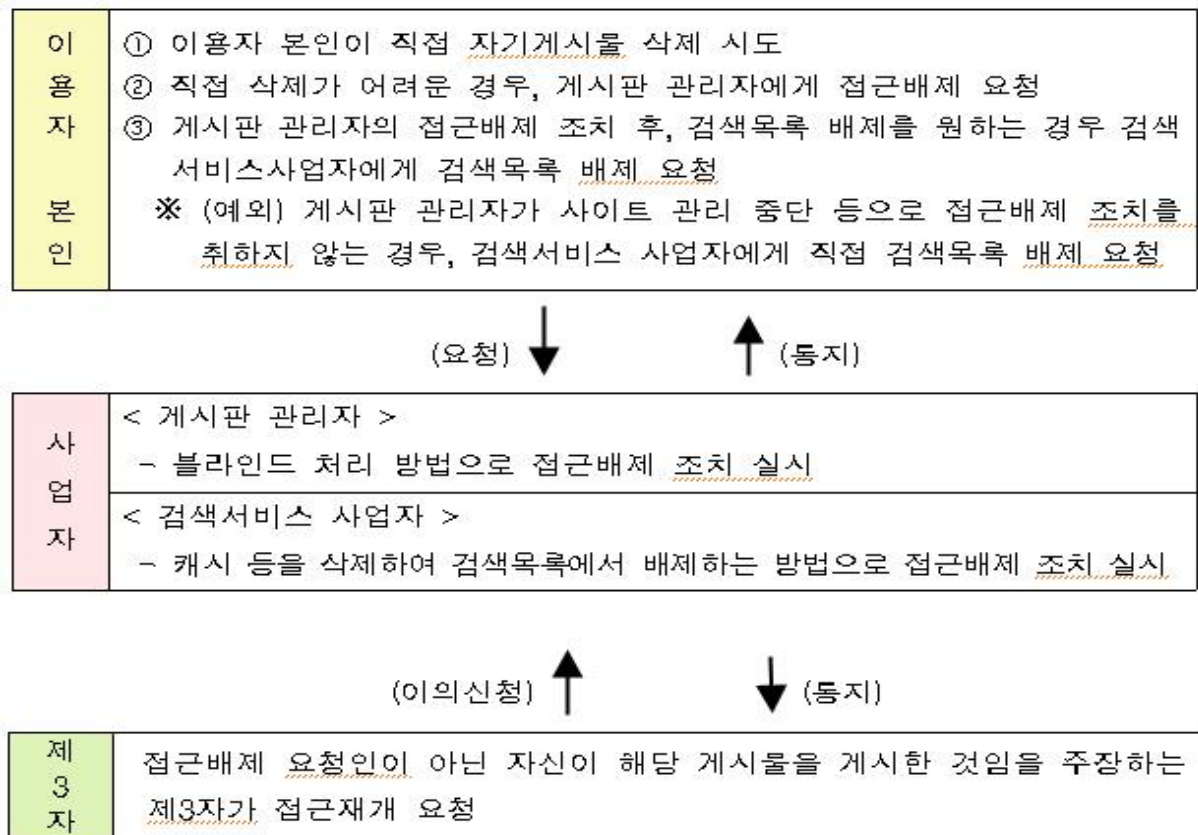 이용자 본인
① 이용자 본인이 직접 자기게시물 삭제 시도
② 직접 삭제가 어려운 경우, 게시판 관리자에게 접근배제 요청
③ 게시판 관리자의 접근배제 조치 후, 검색목록 배제를 원하는 경우 검색
서비스사업자에게 검색목록 배제 요청
※ (예외) 게시판 관리자가 사이트 관리 중단 등으로 접근배제 조치를
취하지 않는 경우, 검색서비스 사업자에게 직접 검색목록 배제 요청
(요청) (통지)
사업자
< 게시판 관리자 >
- 블라인드 처리 방법으로 접근배제 조치 실시
< 검색서비스 사업자 >
- 캐시 등을 삭제하여 검색목록에서 배제하는 방법으로 접근배제 조치 실시
(이의신청) (통지)
제3자
접근배제 요청인이 아닌 자신이 해당 게시물을 게시한 것임을 주장하는
제3자가 접근재개 요청